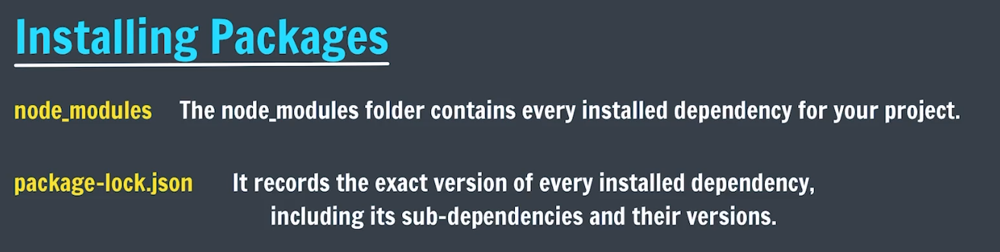 Installing Packages
node_modules The node_modules folder contains every installed dependency for your project.
package-lock.json It records the exact version of every installed dependency,
including its sub-dependencies and their versions.